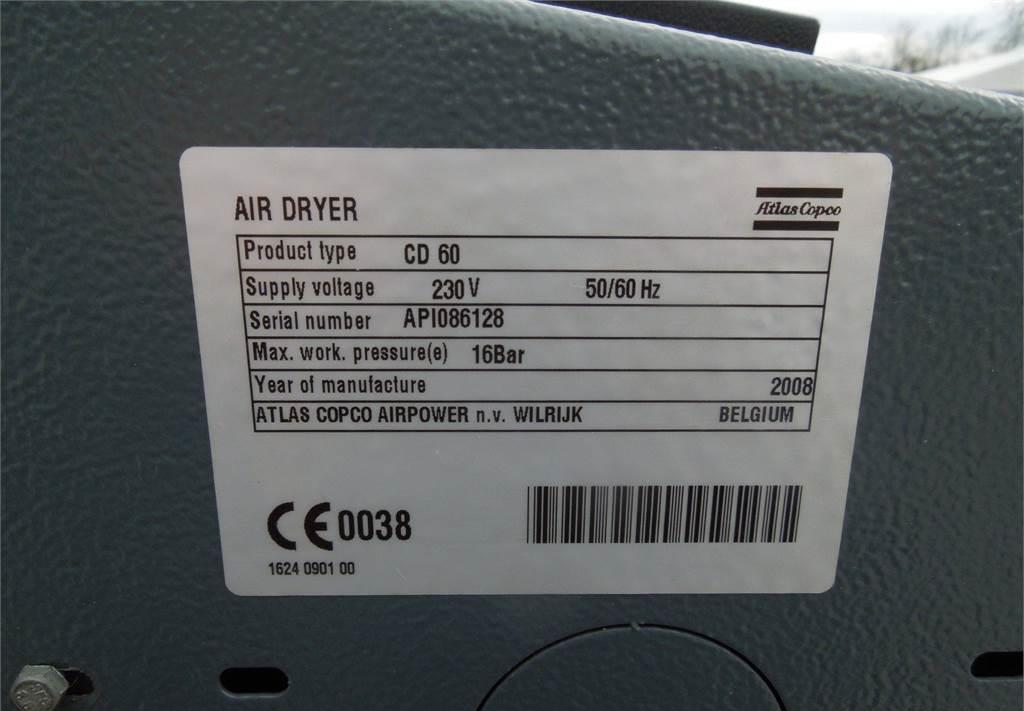 AIR DRYER
Atlas Copco
Product type CD 60
Supply voltage 230 V 50/60 Hz
Serial number API086128
Max. work. pressure(e) 16Bar
Year of manufacture 2008
ATLAS COPCO AIRPOWER n.v. WILRIJK BELGIUM
CE 0038
1624 0901 00